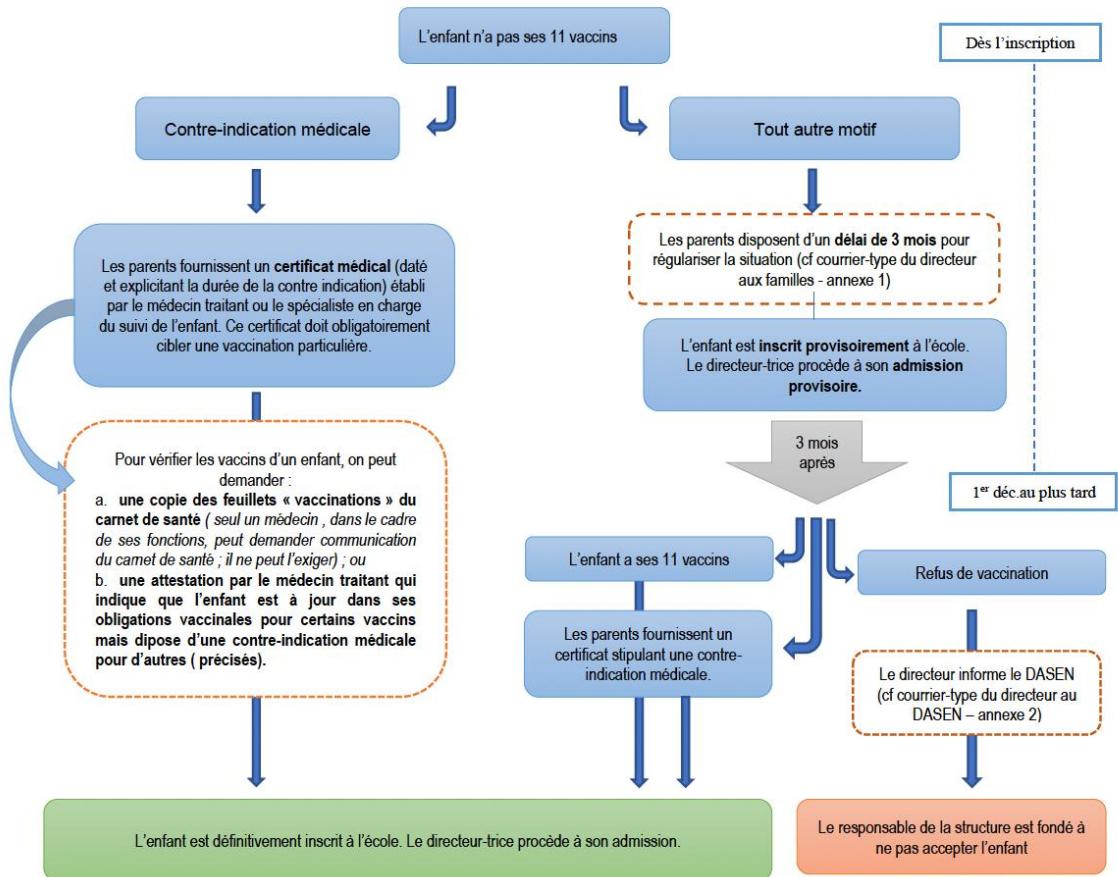 L'enfant n'a pas ses 11 vaccins
Dès l'inscription
Contre-indication médicale
Tout autre motif
Les parents fournissent un certificat médical (daté
et explicitant la durée de la contre indication) établi
par le médecin traitant ou le spécialiste en charge
du suivi de l'enfant. Ce certificat doit obligatoirement
cibler une vaccination particulière.
Les parents disposent d'un délai de 3 mois pour
régulariser la situation (cf courrier-type du directeur
aux familles - annexe 1)
L'enfant est inscrit provisoirement à l'école.
Le directeur-trice procède à son admission
provisoire.
Pour vérifier les vaccins d'un enfant, on peut
demander :
a. une copie des feuillets « vaccinations » du
carnet de santé ( seul un médecin , dans le cadre
de ses fonctions, peut demander communication
du carnet de santé ; il ne peut l'exiger) ; ou
b. une attestation par le médecin traitant qui
indique que l'enfant est à jour dans ses
obligations vaccinales pour certains vaccins
mais dipose d'une contre-indication médicale
pour d'autres ( précisés).
3 mois
après
1er déc.au plus tard
L'enfant a ses 11 vaccins
Refus de vaccination
Les parents fournissent un
certificat stipulant une contre-
indication médicale.
Le directeur informe le DASEN
(cf courrier-type du directeur au
DASEN – annexe 2)
L'enfant est définitivement inscrit à l'école. Le directeur-trice procède à son admission.
Le responsable de la structure est fondé à
ne pas accepter l'enfant